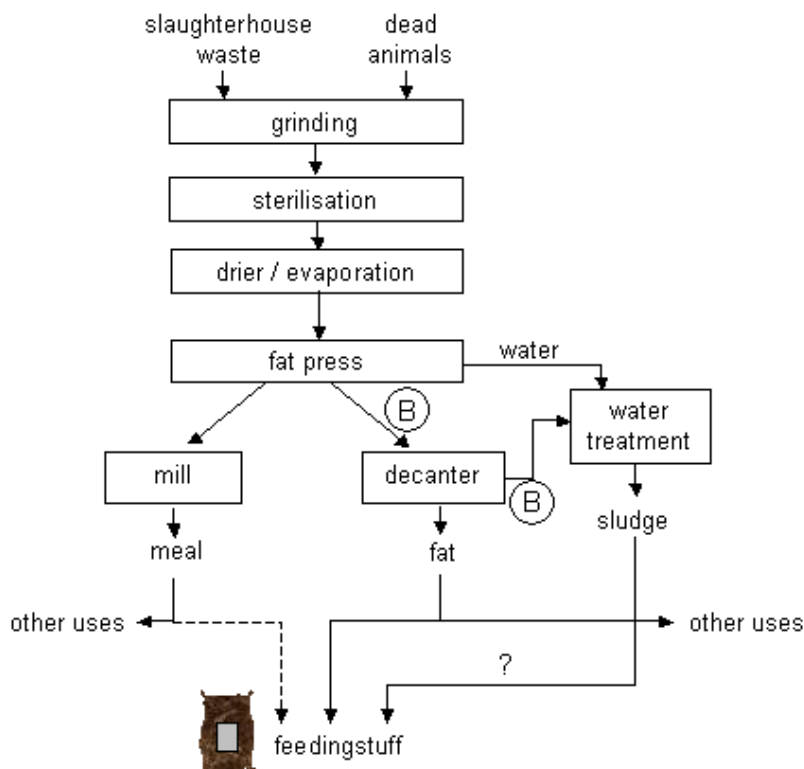 slaughterhouse
waste
dead
animals
grinding
sterilisation
drier / evaporation
fat press
water
B
water
treatment
mill
decanter
B
sludge
meal
fat
other uses
other uses
?
feedingstuff